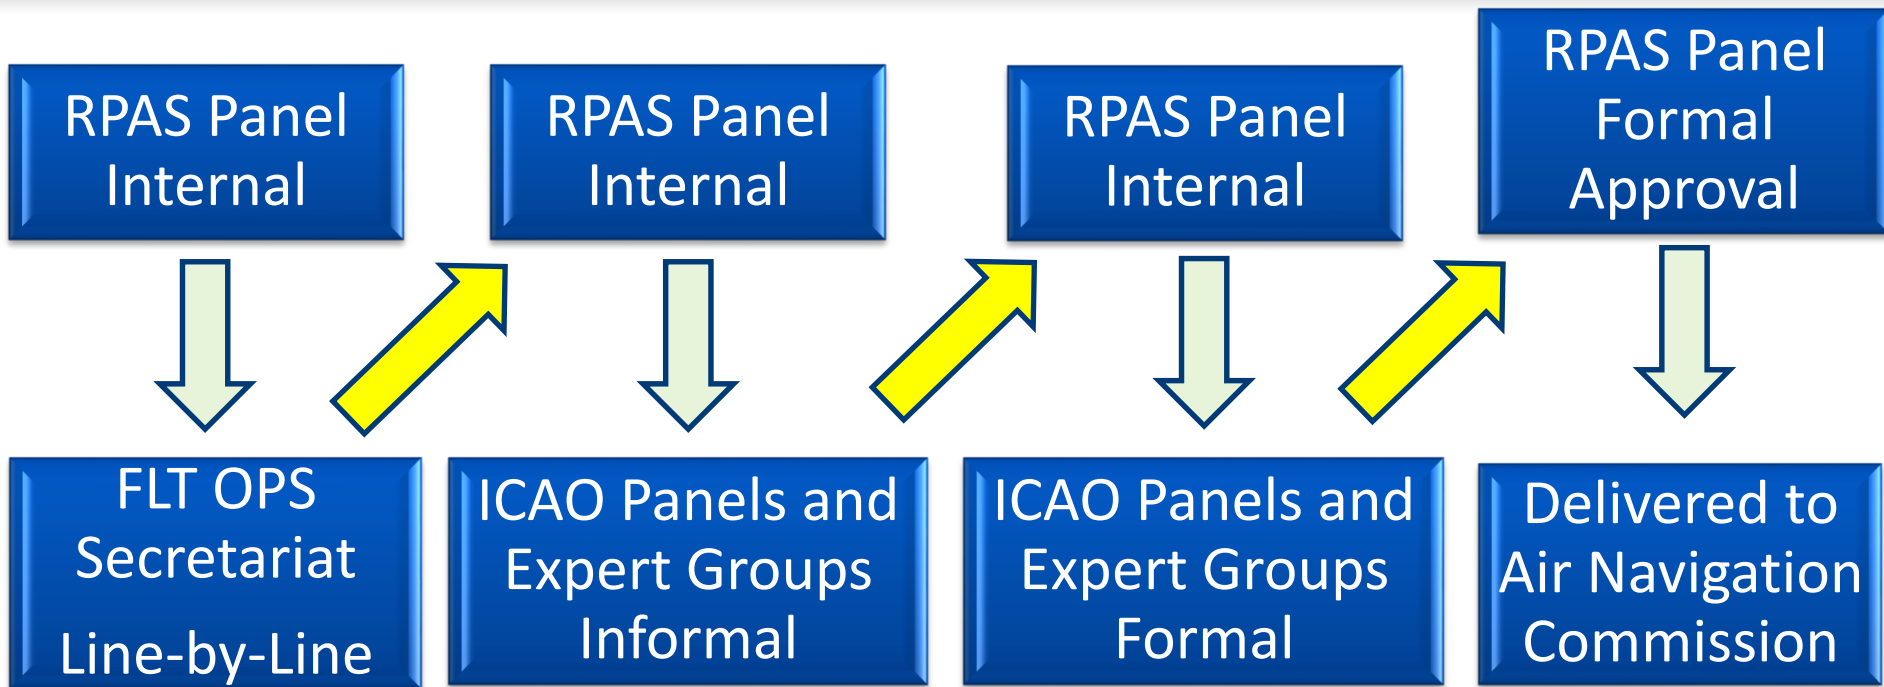 RPAS Panel
Internal
RPAS Panel
Internal
RPAS Panel
Internal
RPAS Panel
Formal
Approval
FLT OPS
Secretariat
Line-by-Line
ICAO Panels and
Expert Groups
Informal
ICAO Panels and
Expert Groups
Formal
Delivered to
Air Navigation
Commission